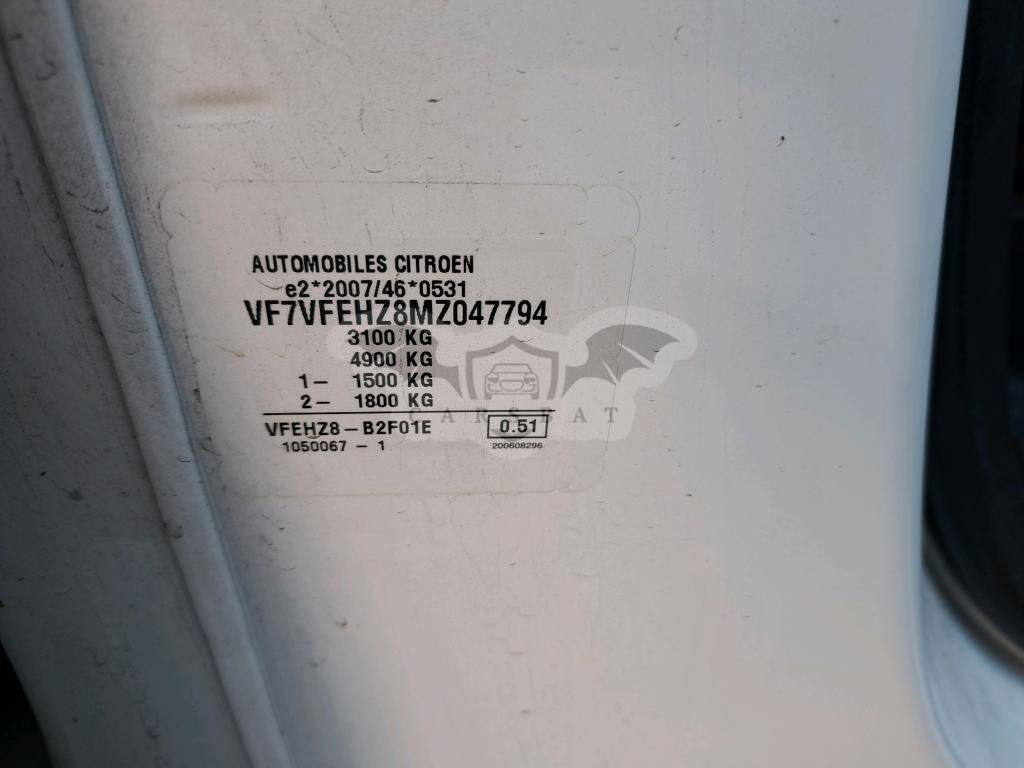 AUTOMOBILES CITROEN
e2*2007/46*0531
VF7VFEHZ8MZ047794
3100 KG
4900 KG
1- 1500 KG
2- 1800 KG
CARSEAT
VFEHZ8-B2F01E 0.51
1050067-1 200608296